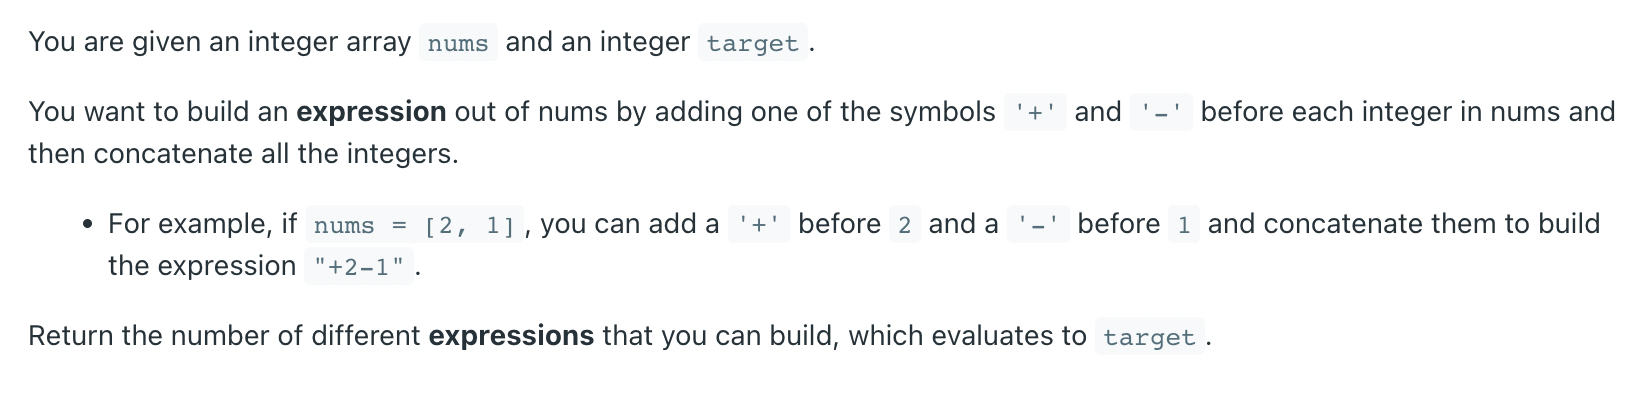 You are given an integer array nums and an integer target.
You want to build an expression out of nums by adding one of the symbols '+' and '-' before each integer in nums and
then concatenate all the integers.
• For example, if nums = [2, 1], you can add a '+' before 2 and a '-' before 1 and concatenate them to build
the expression "+2-1".
Return the number of different expressions that you can build, which evaluates to target.